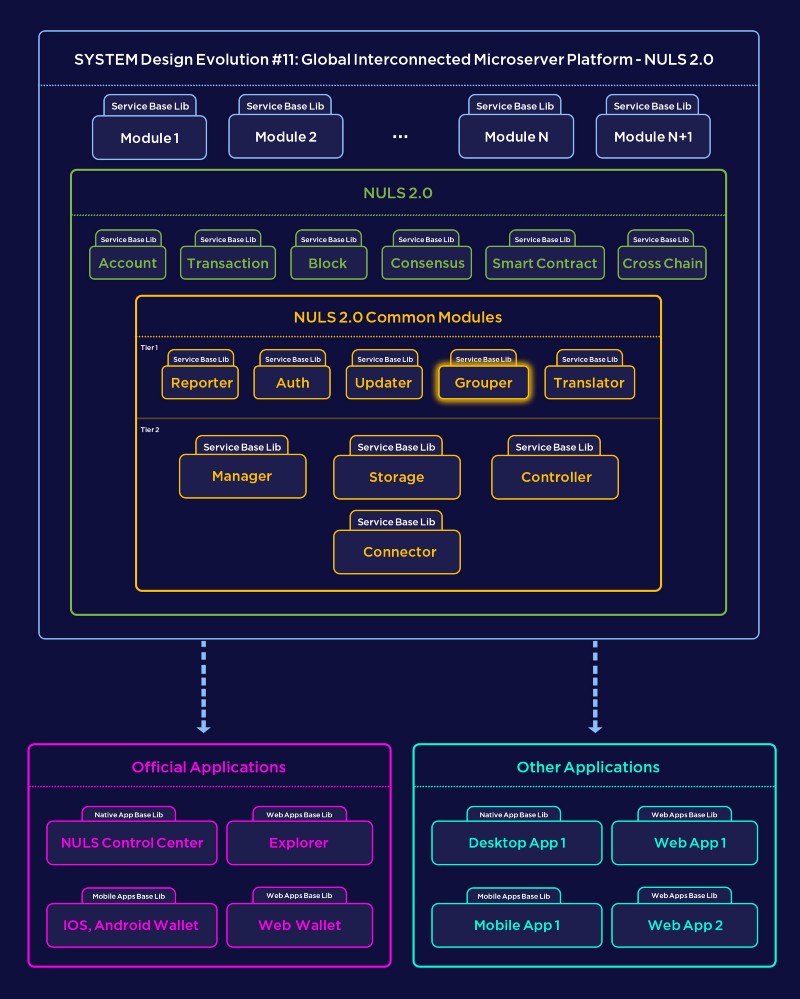 SYSTEM Design Evolution #11: Global Interconnected Microserver Platform - NULS 2.0
Service Base Lib
Module 1
Service Base Lib
Module 2
...
Service Base Lib
Module N
Service Base Lib
Module N+1
NULS 2.0
Service Base Lib
Account
Service Base Lib
Transaction
Service Base Lib
Block
Service Base Lib
Consensus
Service Base Lib
Smart Contract
Service Base Lib
Cross Chain
NULS 2.0 Common Modules
Tier 1
Service Base Lib
Reporter
Service Base Lib
Auth
Service Base Lib
Updater
Service Base Lib
Grouper
Service Base Lib
Translator
Tier 2
Service Base Lib
Manager
Service Base Lib
Storage
Service Base Lib
Controller
Service Base Lib
Connector
Official Applications
Native App Base Lib
NULS Control Center
Web Apps Base Lib
Explorer
Mobile Apps Base Lib
IOS, Android Wallet
Web Apps Base Lib
Web Wallet
Other Applications
Native App Base Lib
Desktop App 1
Web Apps Base Lib
Web App 1
Mobile Apps Base Lib
Mobile App 1
Web Apps Base Lib
Web App 2